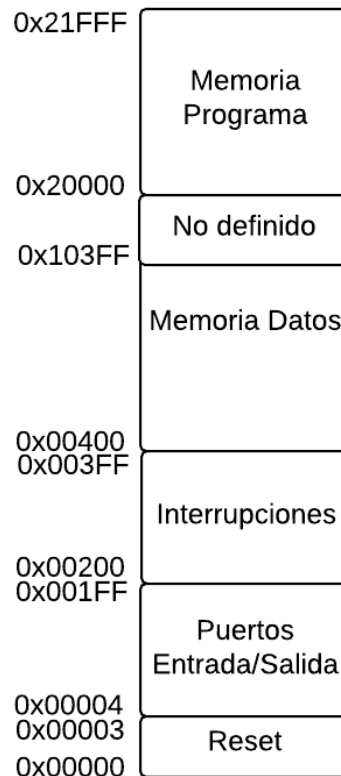 0x21FFF
Memoria
Programa
0x20000
No definido
0x103FF
Memoria Datos
0x00400
0x003FF
Interrupciones
0x00200
0x001FF
Puertos
Entrada/Salida
0x00004
0x00003
Reset
0x00000